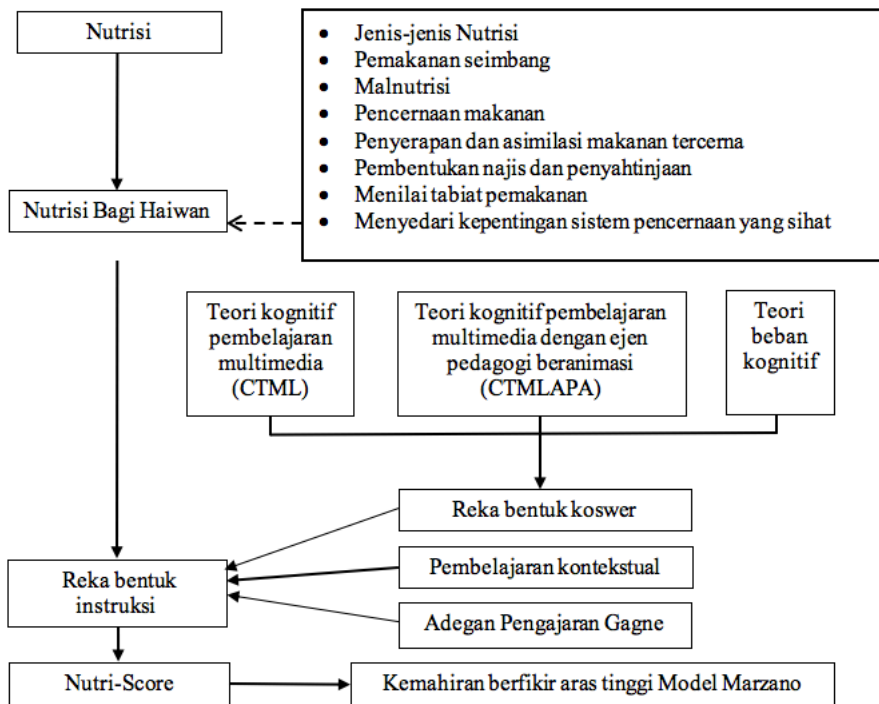 Nutrisi
• Jenis-jenis Nutrisi
• Pemakanan seimbang
• Malnutrisi
• Pencernaan makanan
• Penyerapan dan asimilasi makanan tercerna
• Pembentukan najis dan penyahtinjaan
• Menilai tabiat pemakanan
• Menyedari kepentingan sistem pencernaan yang sihat
Nutrisi Bagi Haiwan
Teori kognitif
pembelajaran
multimedia
(CTML)
Teori kognitif pembelajaran
multimedia dengan ejen
pedagogi beranimasi
(CTMLAPA)
Teori
beban
kognitif
Reka bentuk koswer
Pembelajaran kontekstual
Adegan Pengajaran Gagne
Reka bentuk
instruksi
Nutri-Score
Kemahiran berfikir aras tinggi Model Marzano